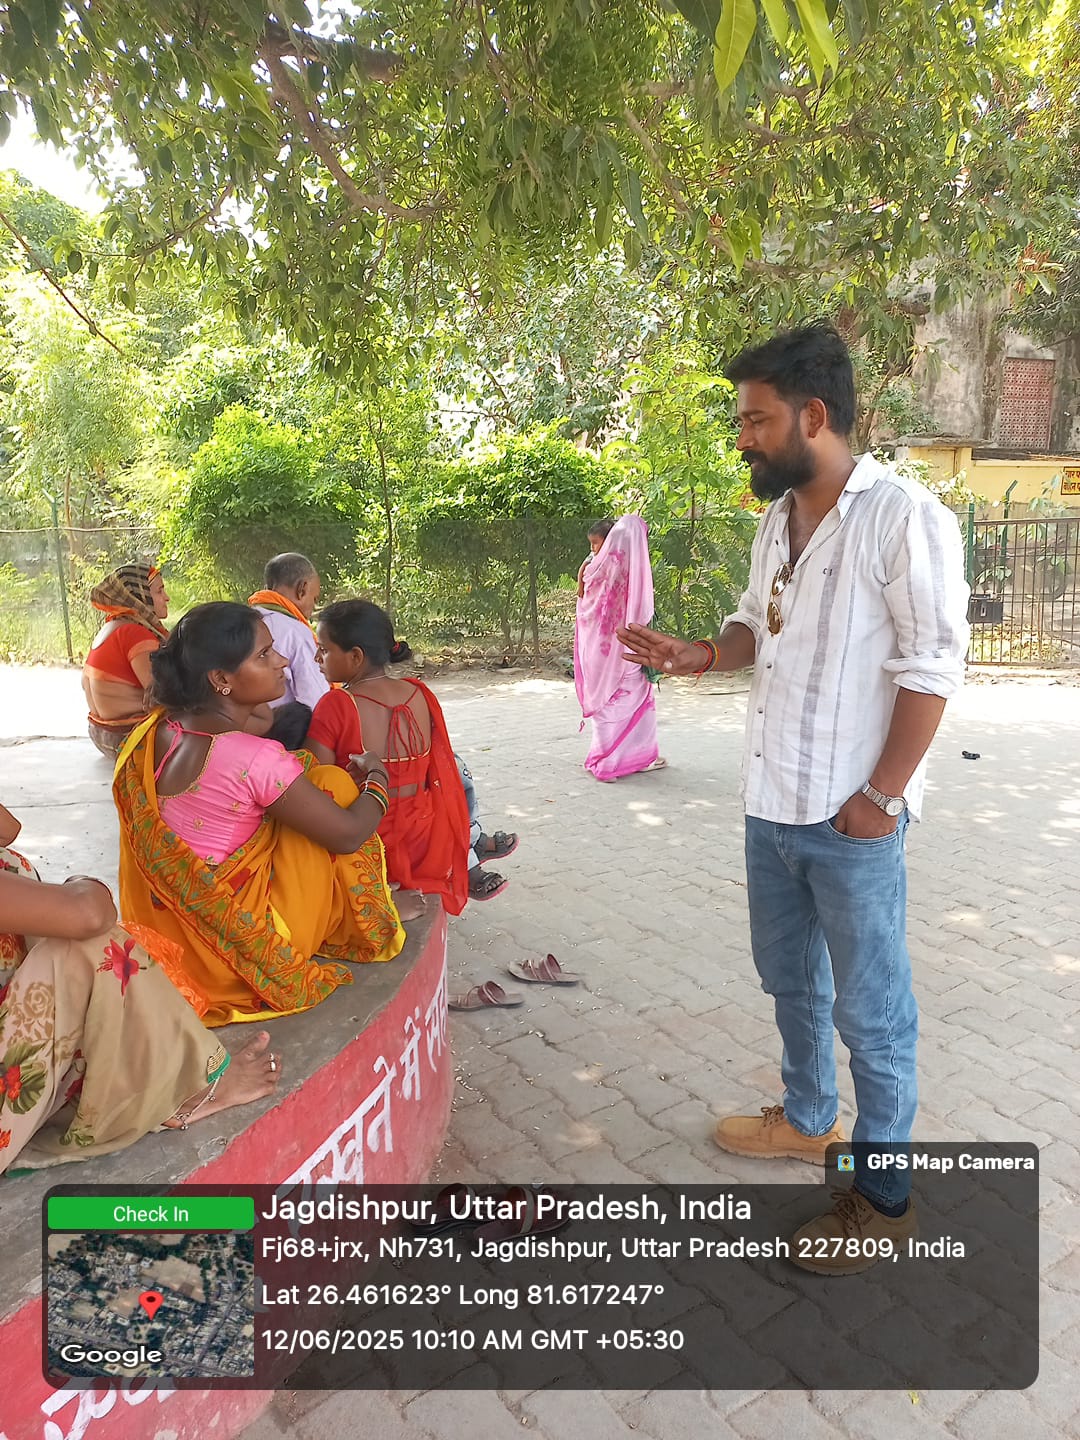 रखने में
GPS Map Camera
Check In
Jagdishpur, Uttar Pradesh, India
Fj68+jrx, Nh731, Jagdishpur, Uttar Pradesh 227809, India
Lat 26.461623° Long 81.617247°
12/06/2025 10:10 AM GMT +05:30
Google